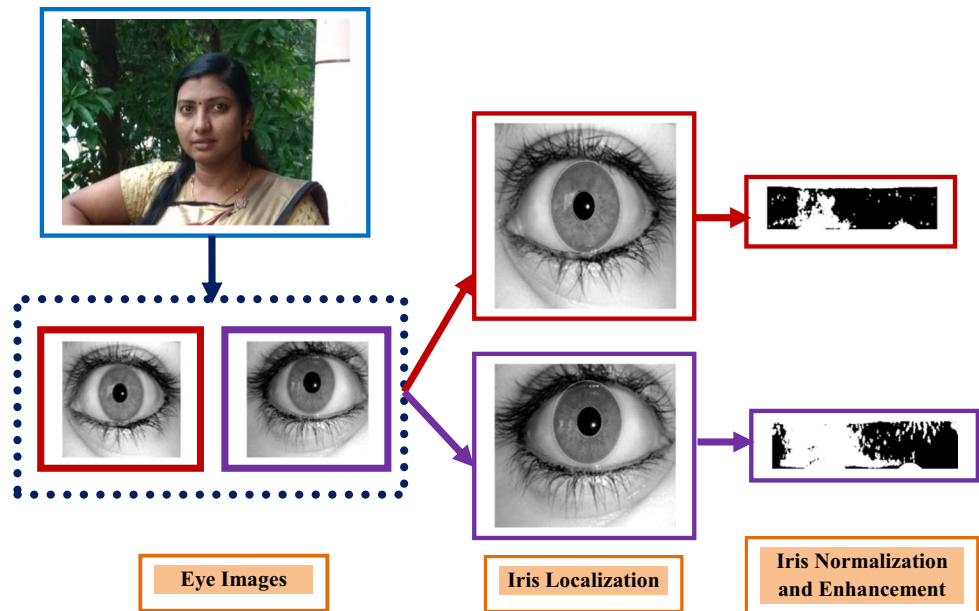 Eye Images
Iris Localization
Iris Normalization
and Enhancement